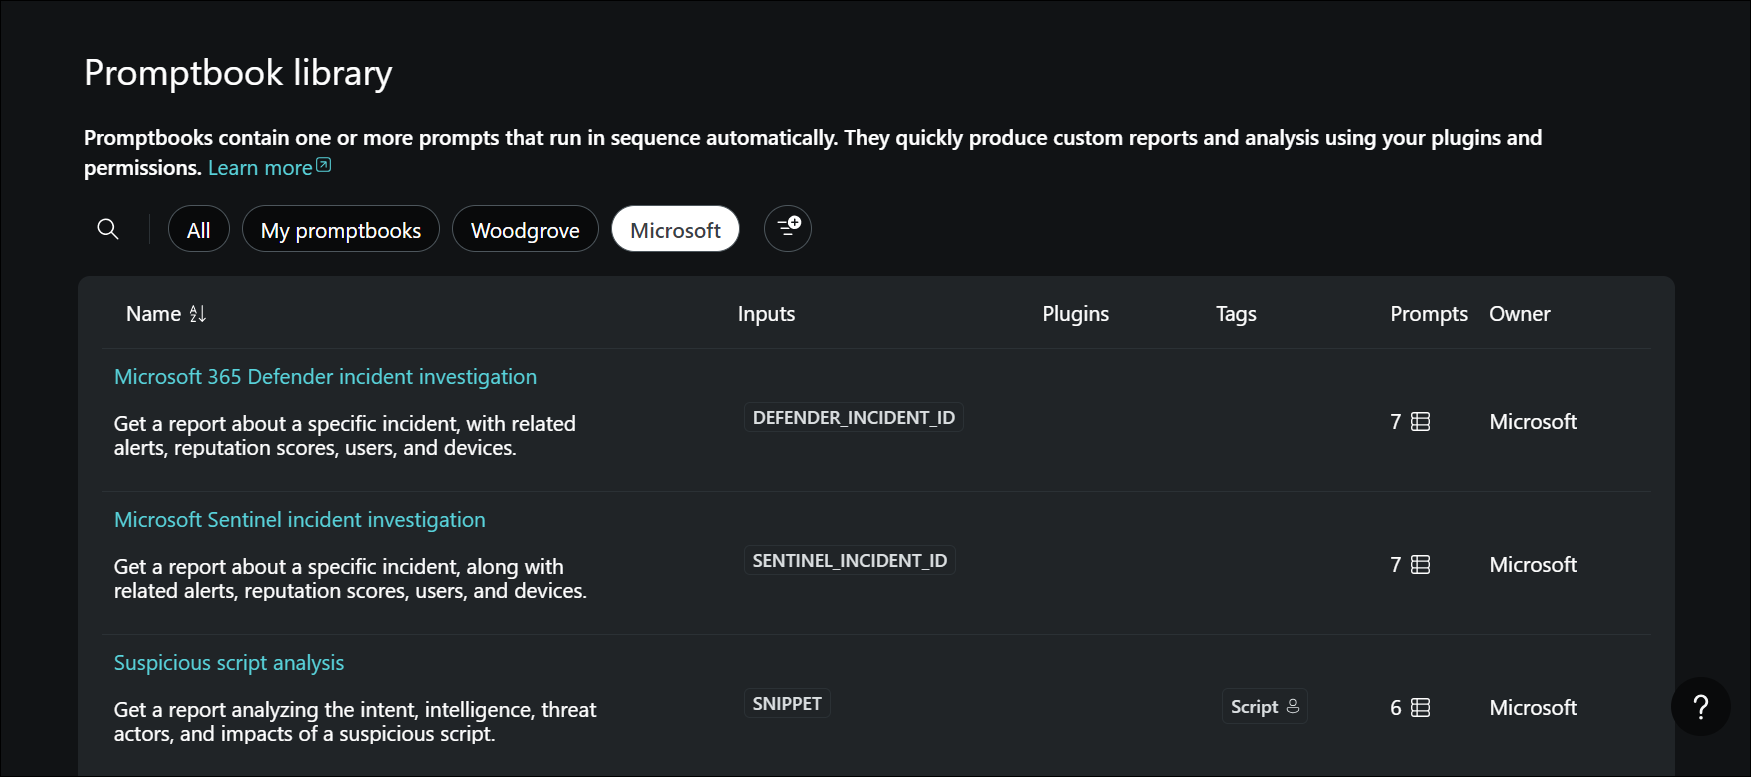 Promptbook library
Promptbooks contain one or more prompts that run in sequence automatically. They quickly produce custom reports and analysis using your plugins and
permissions. Learn more
All My promptbooks Woodgrove Microsoft
Name Inputs Plugins Tags Prompts Owner
Microsoft 365 Defender incident investigation
Get a report about a specific incident, with related
alerts, reputation scores, users, and devices.
DEFENDER_INCIDENT_ID
7
Microsoft
Microsoft Sentinel incident investigation
Get a report about a specific incident, along with
related alerts, reputation scores, users, and devices.
SENTINEL_INCIDENT_ID
7
Microsoft
Suspicious script analysis
Get a report analyzing the intent, intelligence, threat
actors, and impacts of a suspicious script.
SNIPPET
Script
6
Microsoft
?